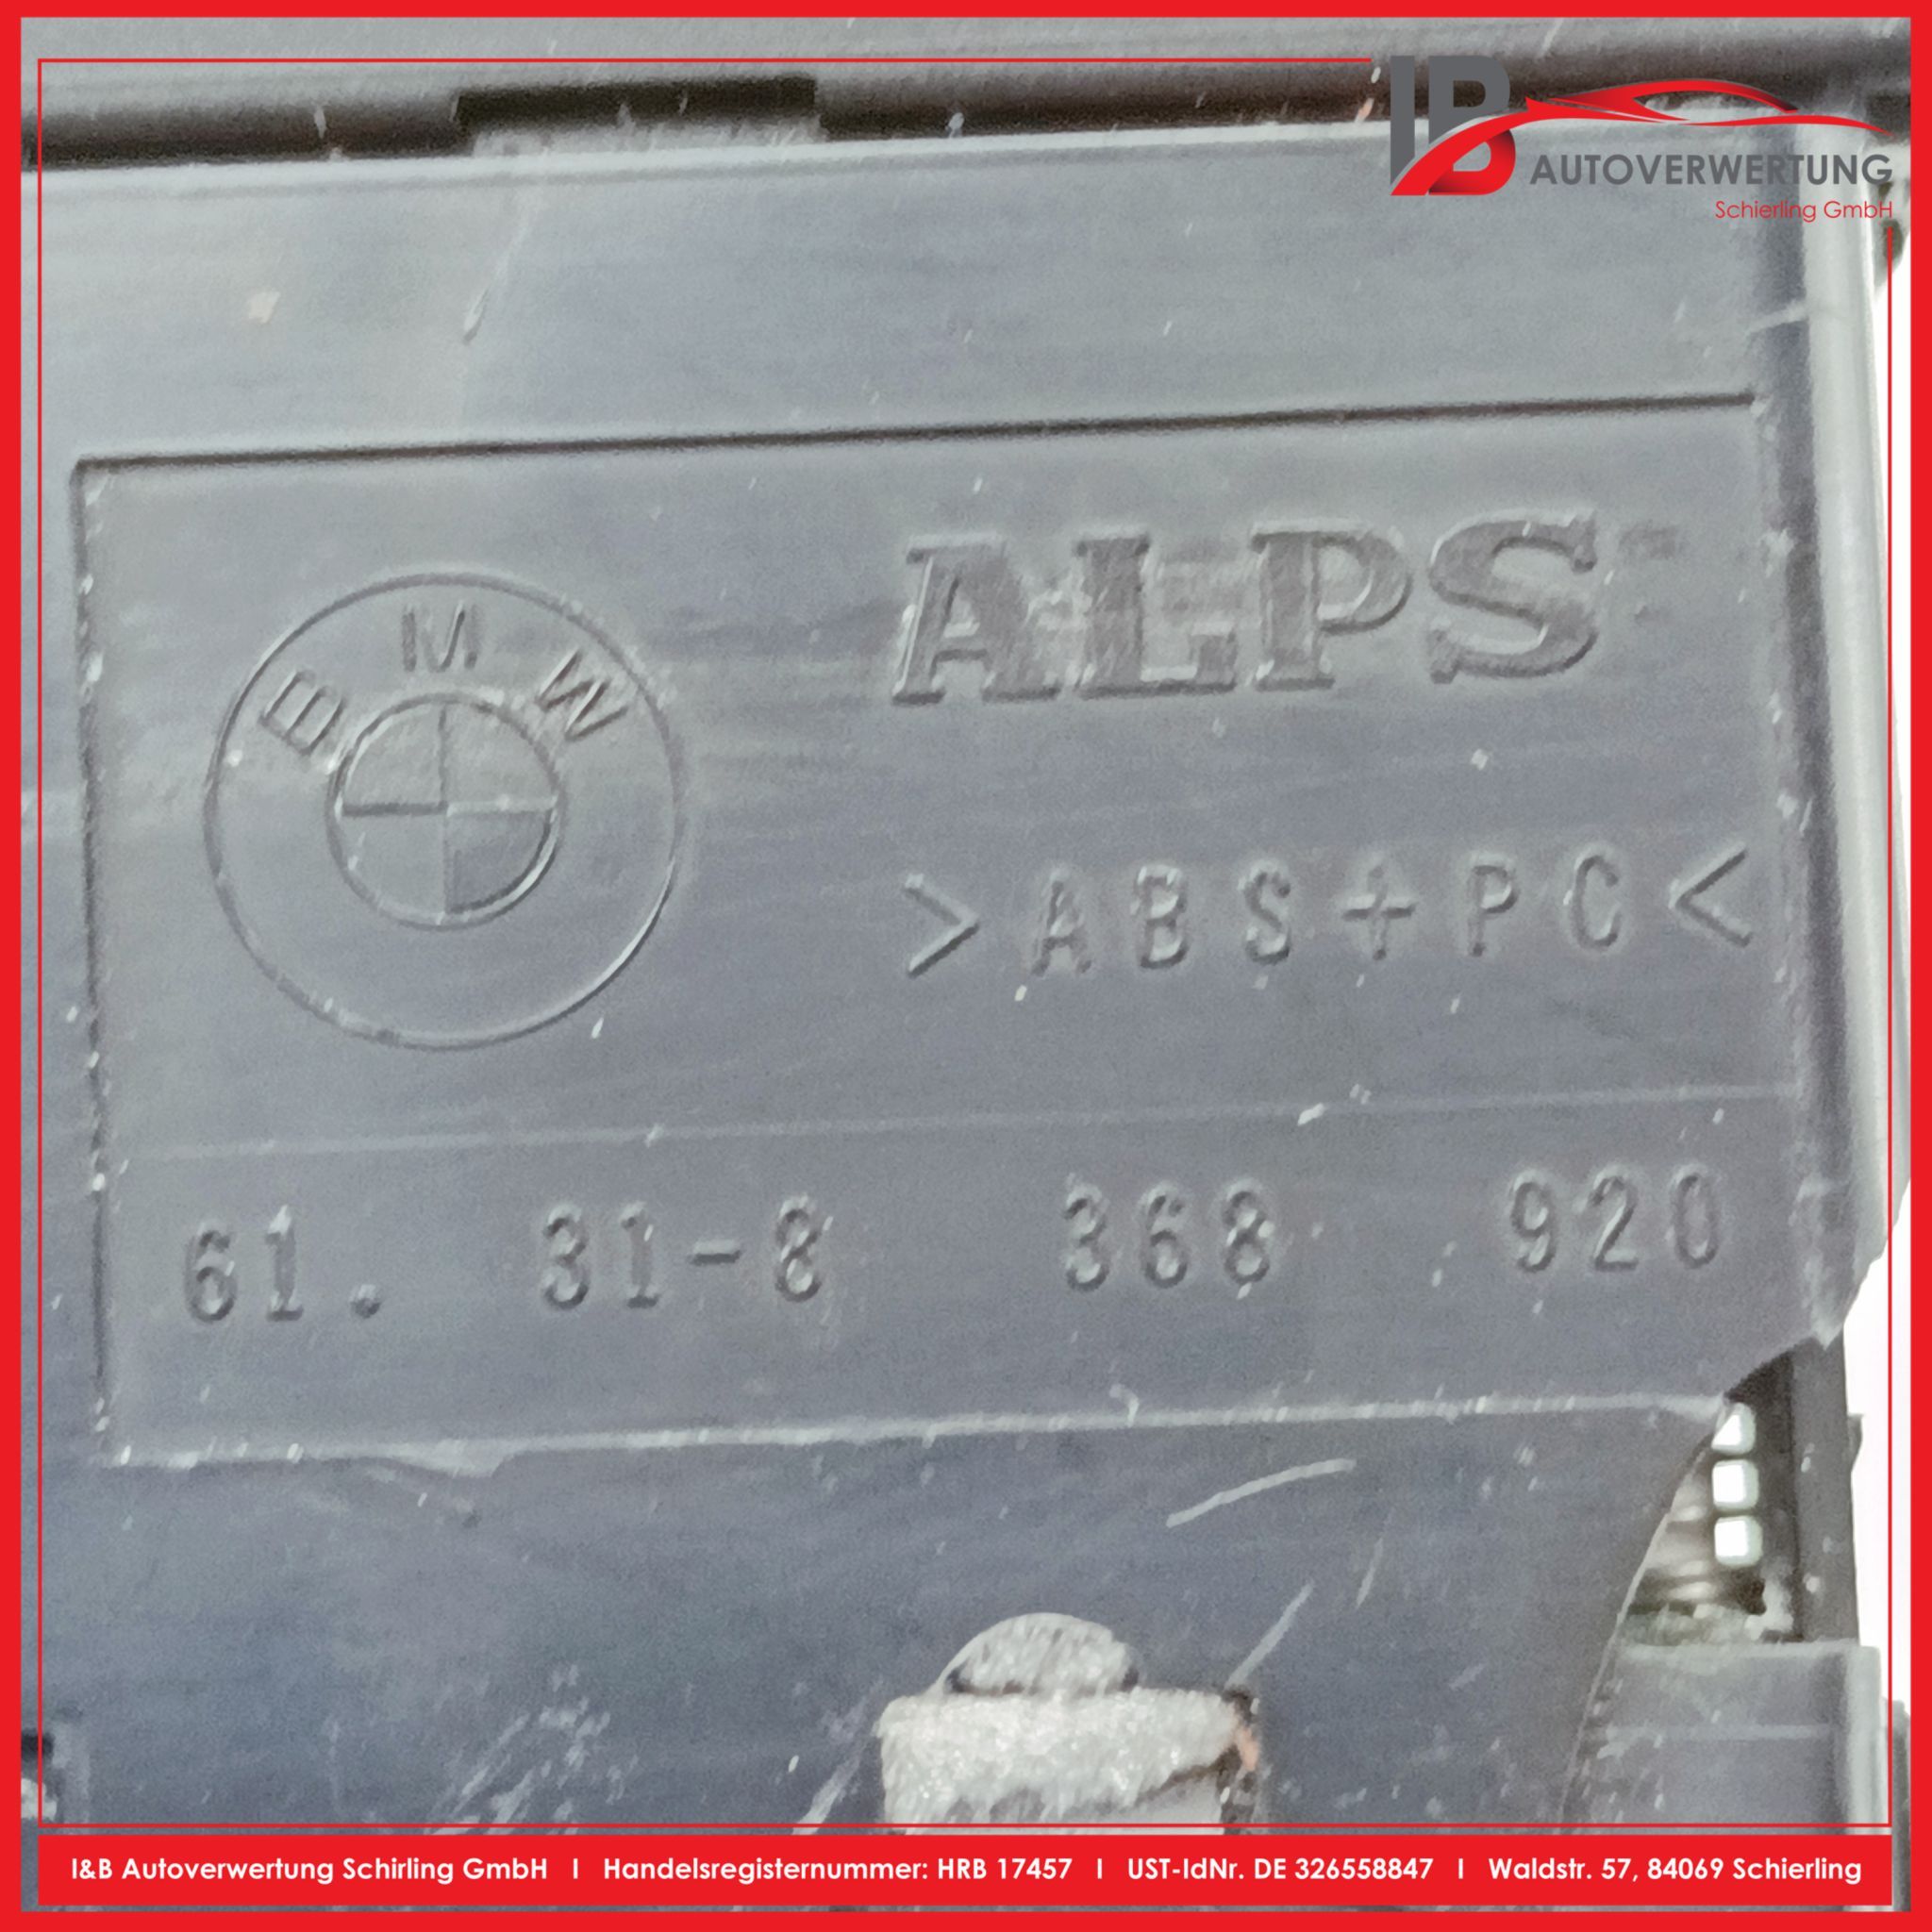 IB AUTOVERWERTUNG
Schierling GmbH
ALPS
BMW
>ABS+PC<
61. 31-8 368 920
I&B Autoverwertung Schirling GmbH I Handelsregisternummer: HRB 17457 I UST-IdNr. DE 326558847 I Waldstr. 57, 84069 Schierling